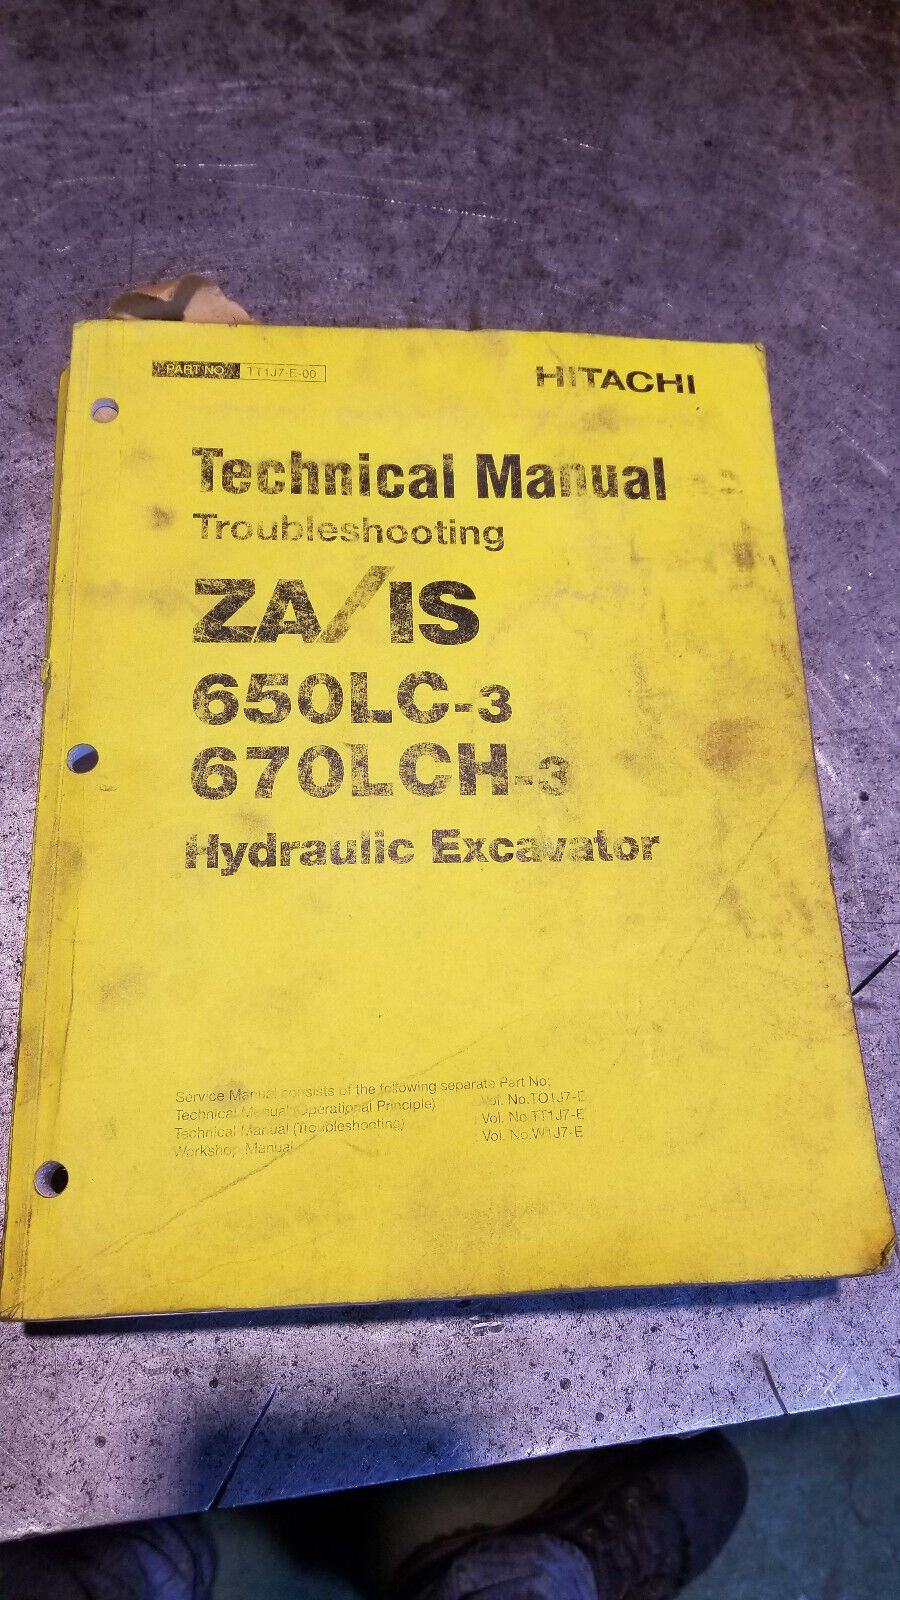 PART NO. TT1J7-E-00
HITACHI
Technical Manual
Troubleshooting
ZA/IS
650LC-3
670LCH-3
Hydraulic Excavator
Service Manual consists of the following separate Part No:
Technical Manual (Operational Principle) : Vol. No.TO1J7-E
Technical Manual (Troubleshooting) : Vol. No.TT1J7-E
Workshop Manual : Vol. No.W1J7-E